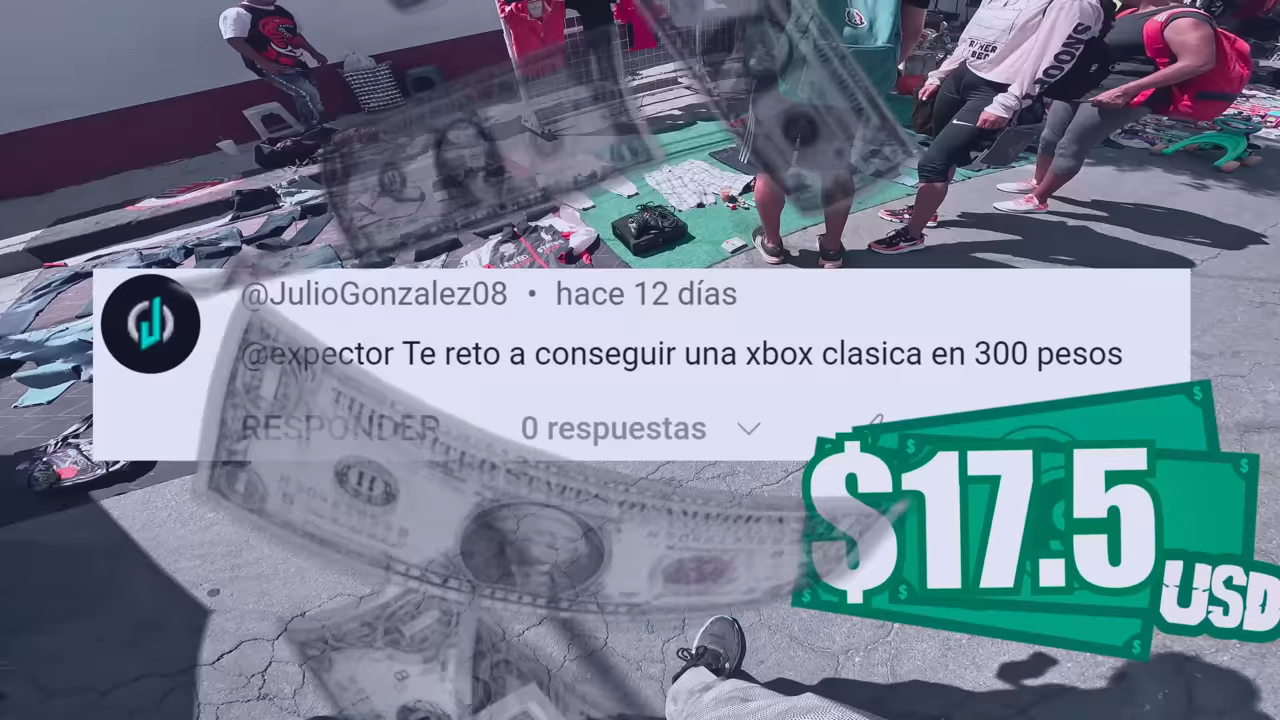 @JulioGonzalez08 • hace 12 días
@expector Te reto a conseguir una xbox clasica en 300 pesos
RESPONDER 0 respuestas
$17.5
USD